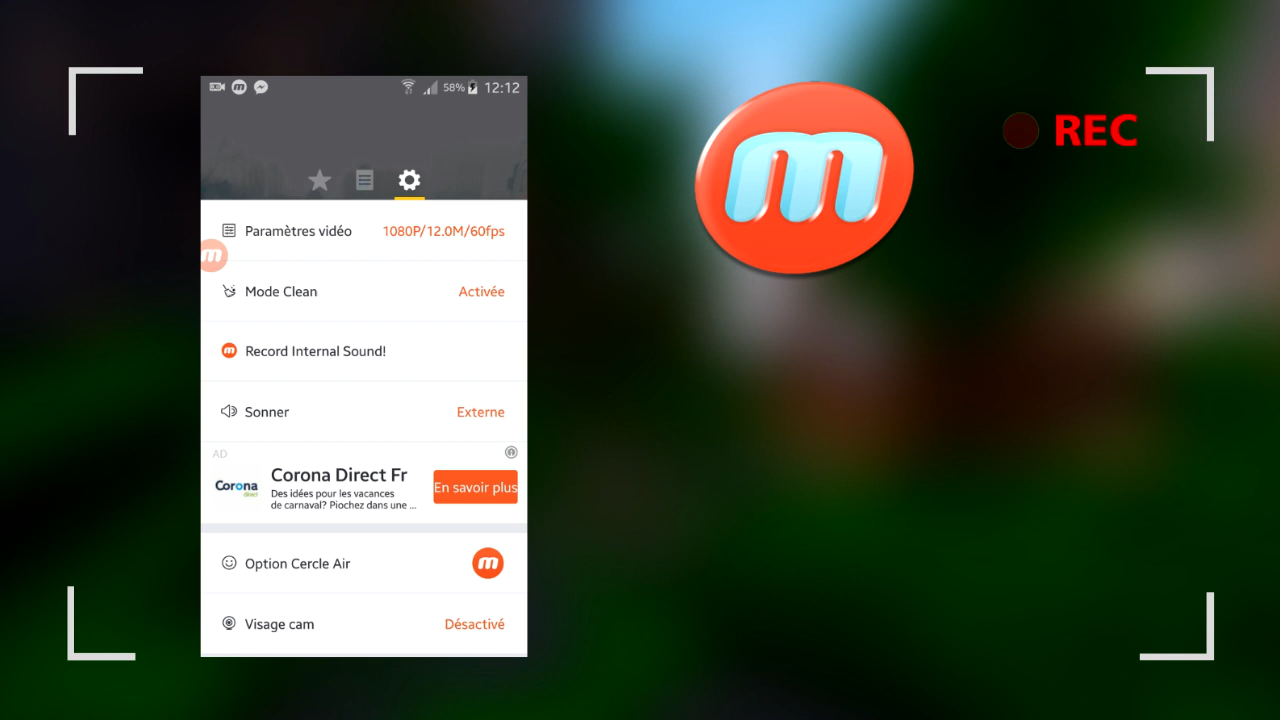 58% 12:12
REC
m
Paramètres vidéo 1080P/12.0M/60fps
m
Mode Clean Activée
m Record Internal Sound!
Sonner Externe
AD
Corona Direct Fr
Corona
direct
Des idées pour les vacances
de carnaval? Piochez dans une ...
En savoir plus
Option Cercle Air m
Visage cam Désactivé